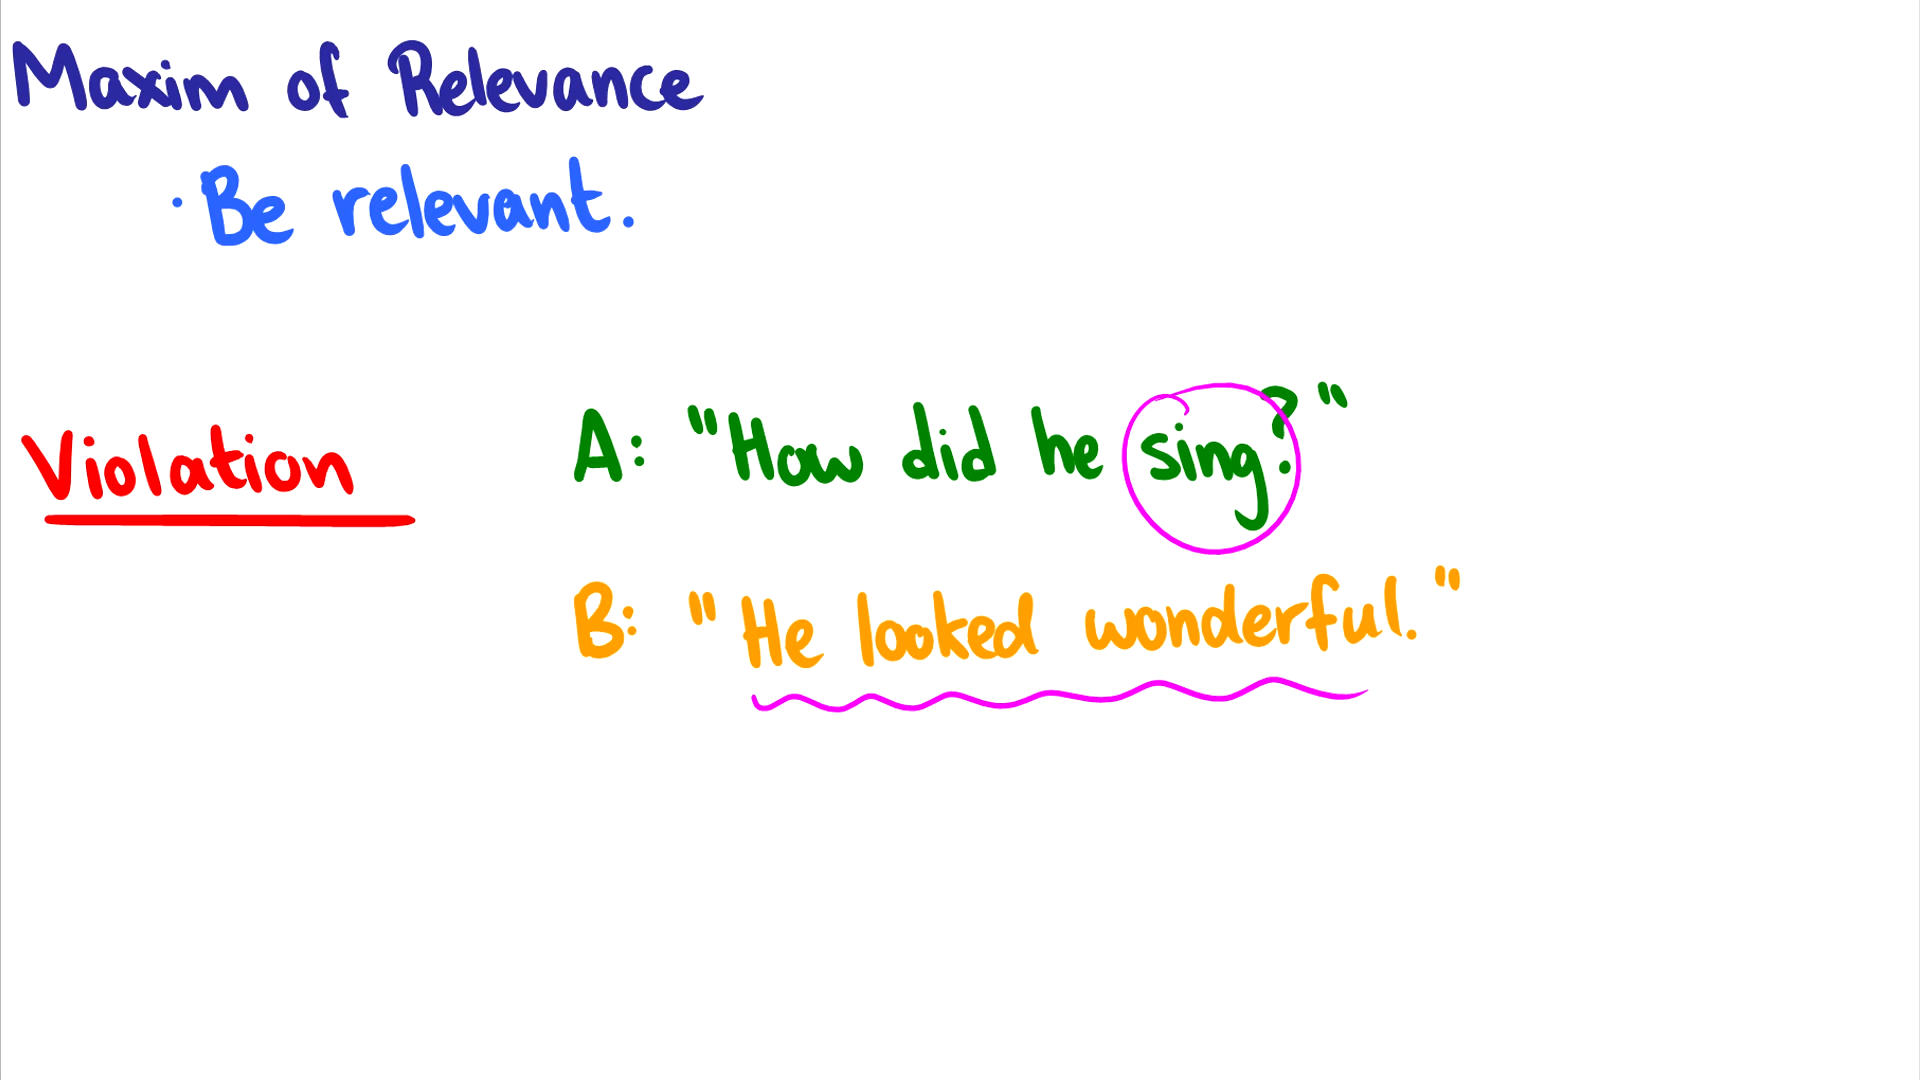 Maxim of Relevance
· Be relevant.
Violation
A: "How did he sing?"
B: "He looked wonderful."